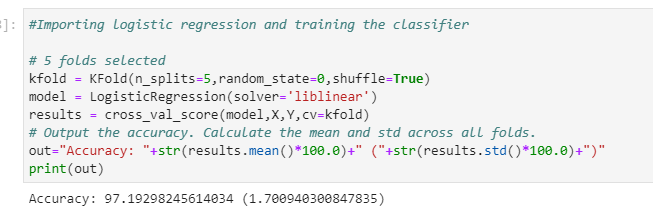 ]:
#Importing logistic regression and training the classifier
# 5 folds selected
kfold = KFold(n_splits=5,random_state=0,shuffle=True)
model = LogisticRegression(solver='liblinear')
results = cross_val_score(model,X,Y,cv=kfold)
# Output the accuracy. Calculate the mean and std across all folds.
out="Accuracy: "+str(results.mean()*100.0)+" ("+str(results.std()*100.0)+")"
print(out)
Accuracy: 97.19298245614034 (1.700940300847835)